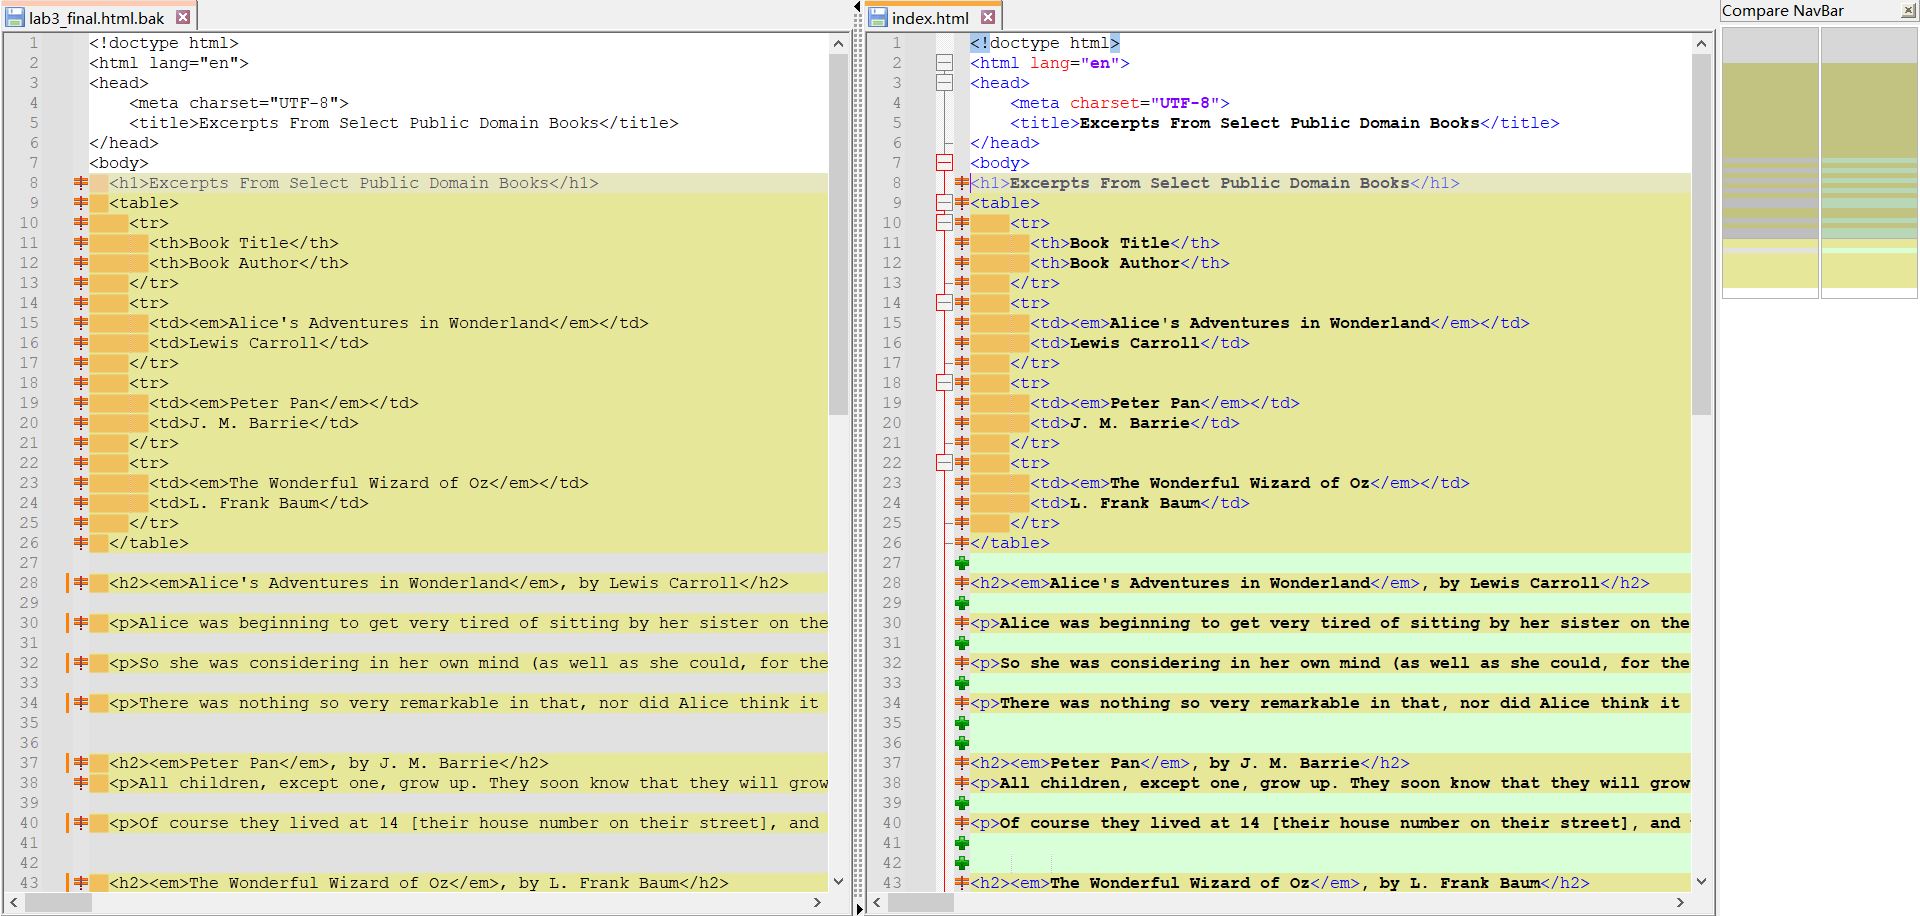 lab3_final.html.bak
1 <!doctype html>
2 <html lang="en">
3 <head>
4 <meta charset="UTF-8">
5 <title>Excerpts From Select Public Domain Books</title>
6 </head>
7 <body>
8 <h1>Excerpts From Select Public Domain Books</h1>
9 <table>
10 <tr>
11 <th>Book Title</th>
12 <th>Book Author</th>
13 </tr>
14 <tr>
15 <td><em>Alice's Adventures in Wonderland</em></td>
16 <td>Lewis Carroll</td>
17 </tr>
18 <tr>
19 <td><em>Peter Pan</em></td>
20 <td>J. M. Barrie</td>
21 </tr>
22 <tr>
23 <td><em>The Wonderful Wizard of Oz</em></td>
24 <td>L. Frank Baum</td>
25 </tr>
26 </table>
27
28 <h2><em>Alice's Adventures in Wonderland</em>, by Lewis Carroll</h2>
29
30 <p>Alice was beginning to get very tired of sitting by her sister on the
31
32 <p>So she was considering in her own mind (as well as she could, for the
33
34 <p>There was nothing so very remarkable in that, nor did Alice think it
35
36
37 <h2><em>Peter Pan</em>, by J. M. Barrie</h2>
38 <p>All children, except one, grow up. They soon know that they will grow
39
40 <p>Of course they lived at 14 [their house number on their street], and
41
42
43 <h2><em>The Wonderful Wizard of Oz</em>, by L. Frank Baum</h2>
index.html
1 <!doctype html>
2 <html lang="en">
3 <head>
4 <meta charset="UTF-8">
5 <title>Excerpts From Select Public Domain Books</title>
6 </head>
7 <body>
8 <h1>Excerpts From Select Public Domain Books</h1>
9 <table>
10 <tr>
11 <th>Book Title</th>
12 <th>Book Author</th>
13 </tr>
14 <tr>
15 <td><em>Alice's Adventures in Wonderland</em></td>
16 <td>Lewis Carroll</td>
17 </tr>
18 <tr>
19 <td><em>Peter Pan</em></td>
20 <td>J. M. Barrie</td>
21 </tr>
22 <tr>
23 <td><em>The Wonderful Wizard of Oz</em></td>
24 <td>L. Frank Baum</td>
25 </tr>
26 </table>
27
28 <h2><em>Alice's Adventures in Wonderland</em>, by Lewis Carroll</h2>
29
30 <p>Alice was beginning to get very tired of sitting by her sister on the
31
32 <p>So she was considering in her own mind (as well as she could, for the
33
34 <p>There was nothing so very remarkable in that, nor did Alice think it
35
36
37 <h2><em>Peter Pan</em>, by J. M. Barrie</h2>
38 <p>All children, except one, grow up. They soon know that they will grow
39
40 <p>Of course they lived at 14 [their house number on their street], and
41
42
43 <h2><em>The Wonderful Wizard of Oz</em>, by L. Frank Baum</h2>
Compare NavBar